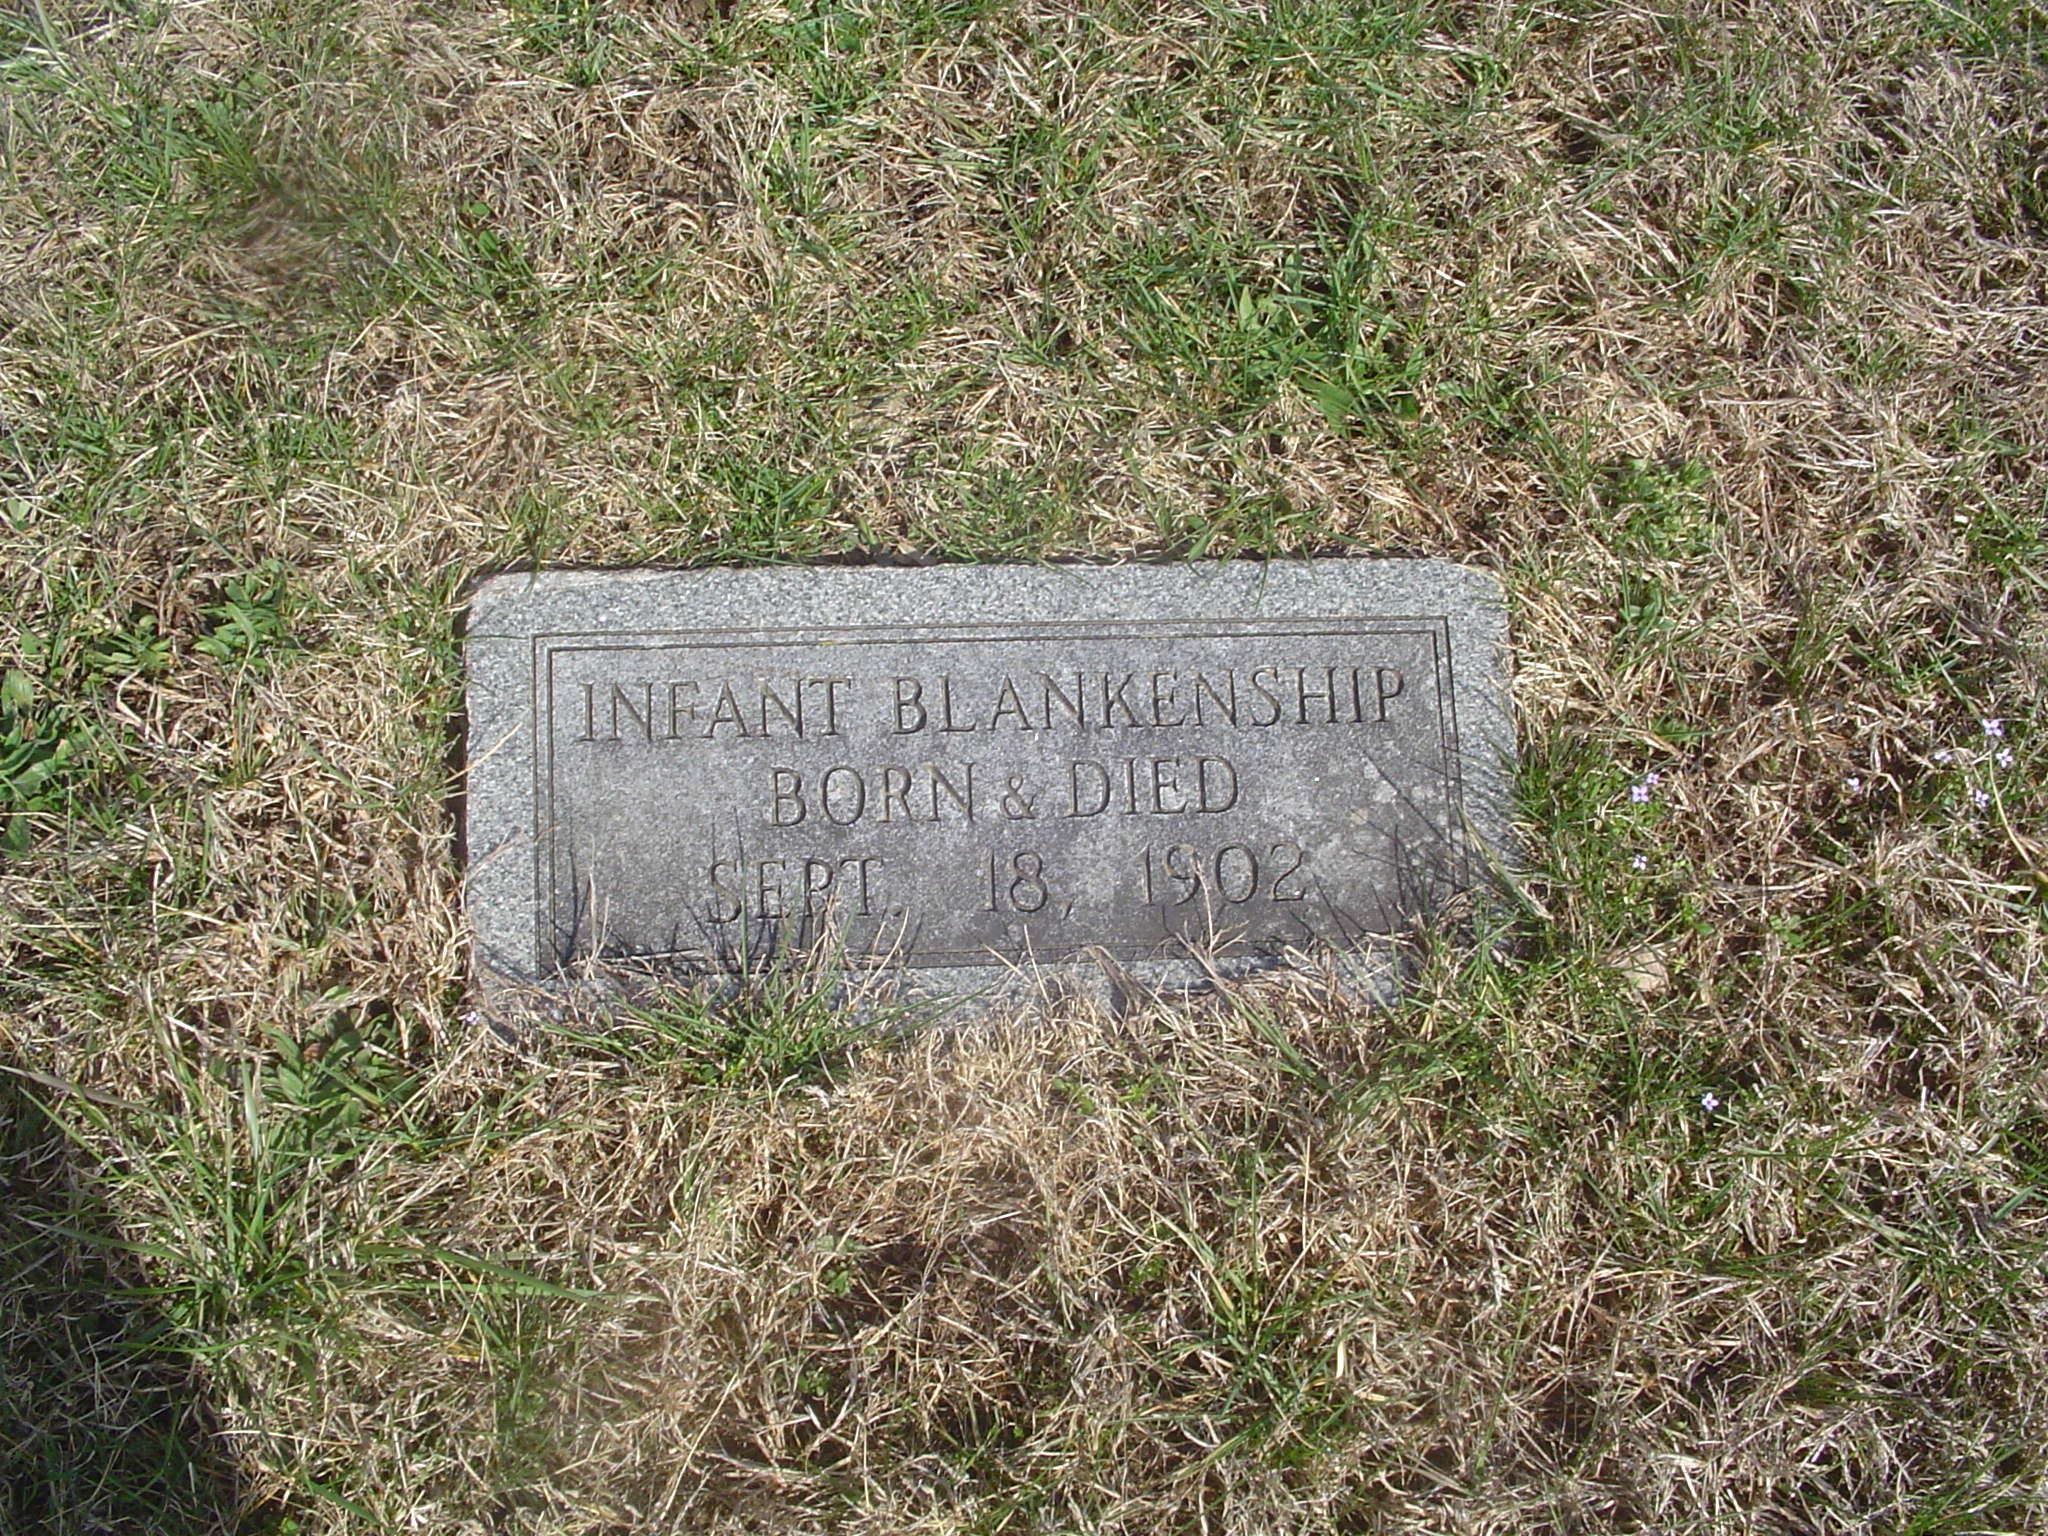 INFANT BLANKENSHIP
BORN & DIED
SEPT. 18, 1902